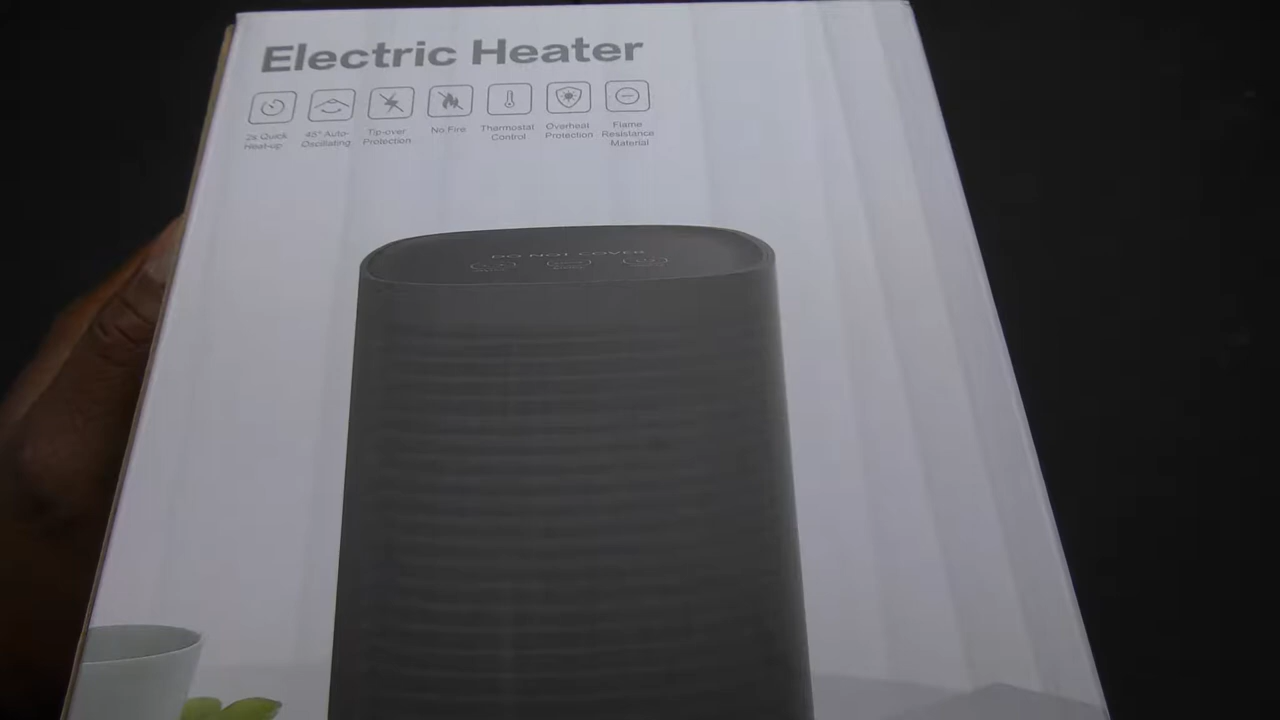 Electric Heater
2s Quick
Heat-up
45° Auto-
Oscillating
Tip-over
Protection
No Fire
Thermostat
Control
Overheat
Protection
Flame
Resistance
Material
DO NOT COVER